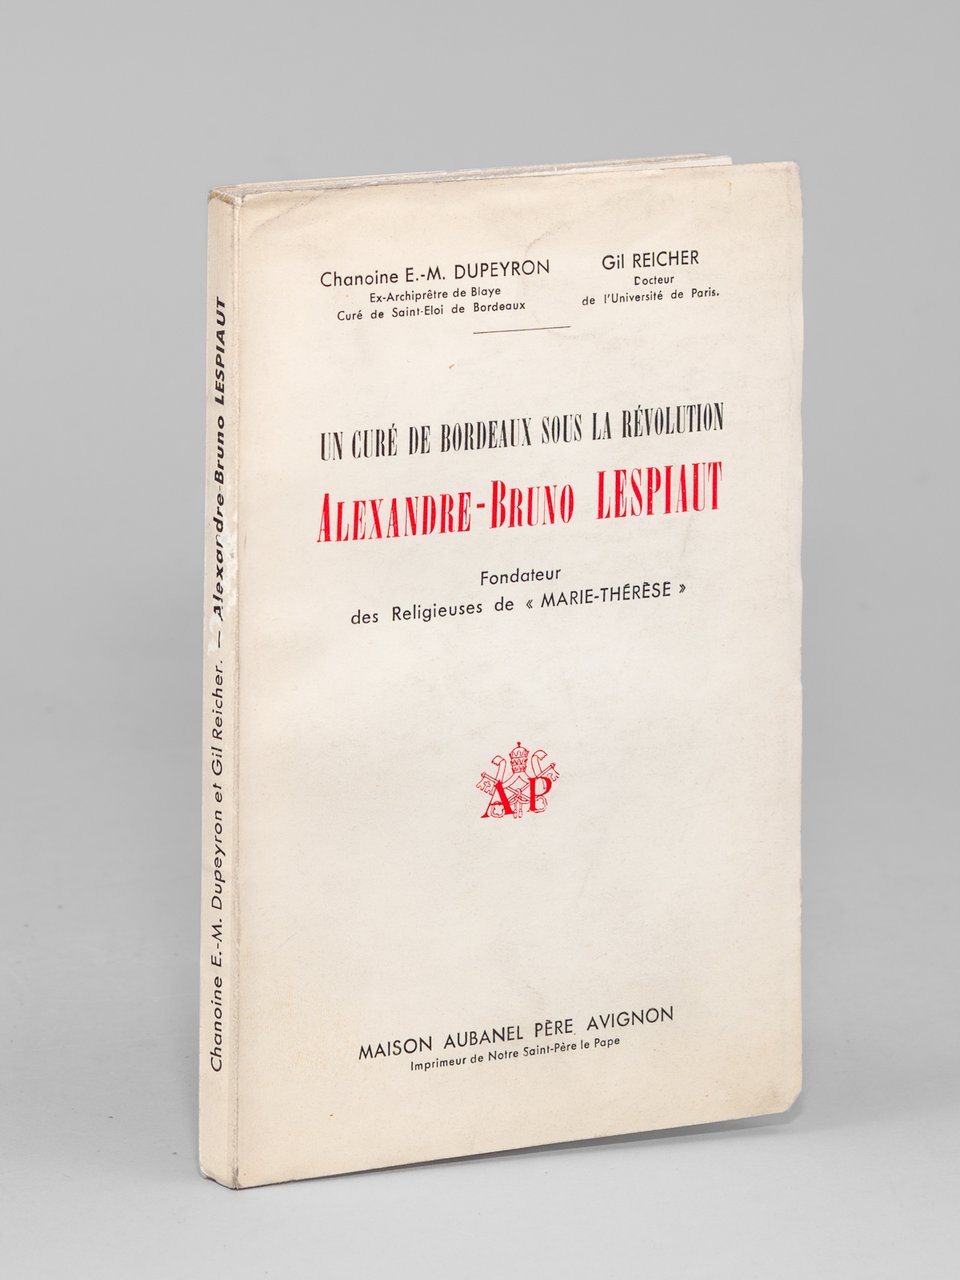 Chanoine E.-M. DUPEYRON
Ex-Archiprêtre de Blaye
Curé de Saint-Eloi de Bordeaux
Gil REICHER
Docteur
de l'Université de Paris.
UN CURÉ DE BORDEAUX SOUS LA RÉVOLUTION
ALEXANDRE-BRUNO LESPIAUT
Fondateur
des Religieuses de « MARIE-THÉRÈSE »
AP
MAISON AUBANEL PÈRE, AVIGNON
Imprimeur de Notre Saint-Père le Pape
Chanoine E.-M. Dupeyron et Gil Reicher. — Alexandre-Bruno LESPIAUT